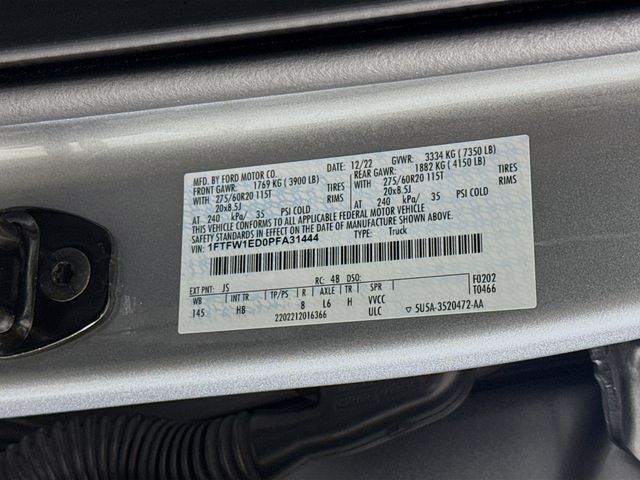 MFD. BY FORD MOTOR CO. 12/22 GVWR: 3334 KG (7350 LB)
FRONT GAWR: 1769 KG (3900 LB) REAR GAWR: 1882 KG (4150 LB)
WITH 275/60R20 115T TIRES WITH 275/60R20 115T TIRES
20x8.5J RIMS 20x8.5J RIMS
AT 240 kPa/ 35 PSI COLD AT 240 kPa/ 35 PSI COLD
THIS VEHICLE CONFORMS TO ALL APPLICABLE FEDERAL MOTOR VEHICLE
SAFETY STANDARDS IN EFFECT ON THE DATE OF MANUFACTURE SHOWN ABOVE.
VIN: 1FTFW1ED0PFA31444 TYPE: Truck
EXT PNT: JS RC: 48 DSO: F0202
WB INT TR TP/PS R AXLE TR SPR T0466
145 HB 8 L6 H VVCC
2202212016366 ULC ▽ 5U5A-3520472-AA